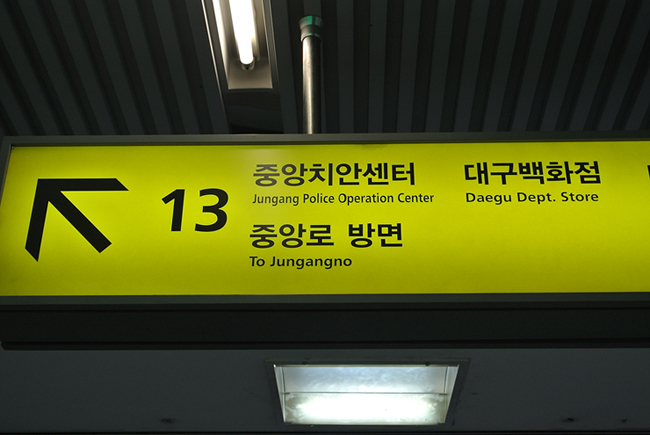 13
중앙치안센터 대구백화점
Jungang Police Operation Center Daegu Dept. Store
중앙로 방면
To Jungangno